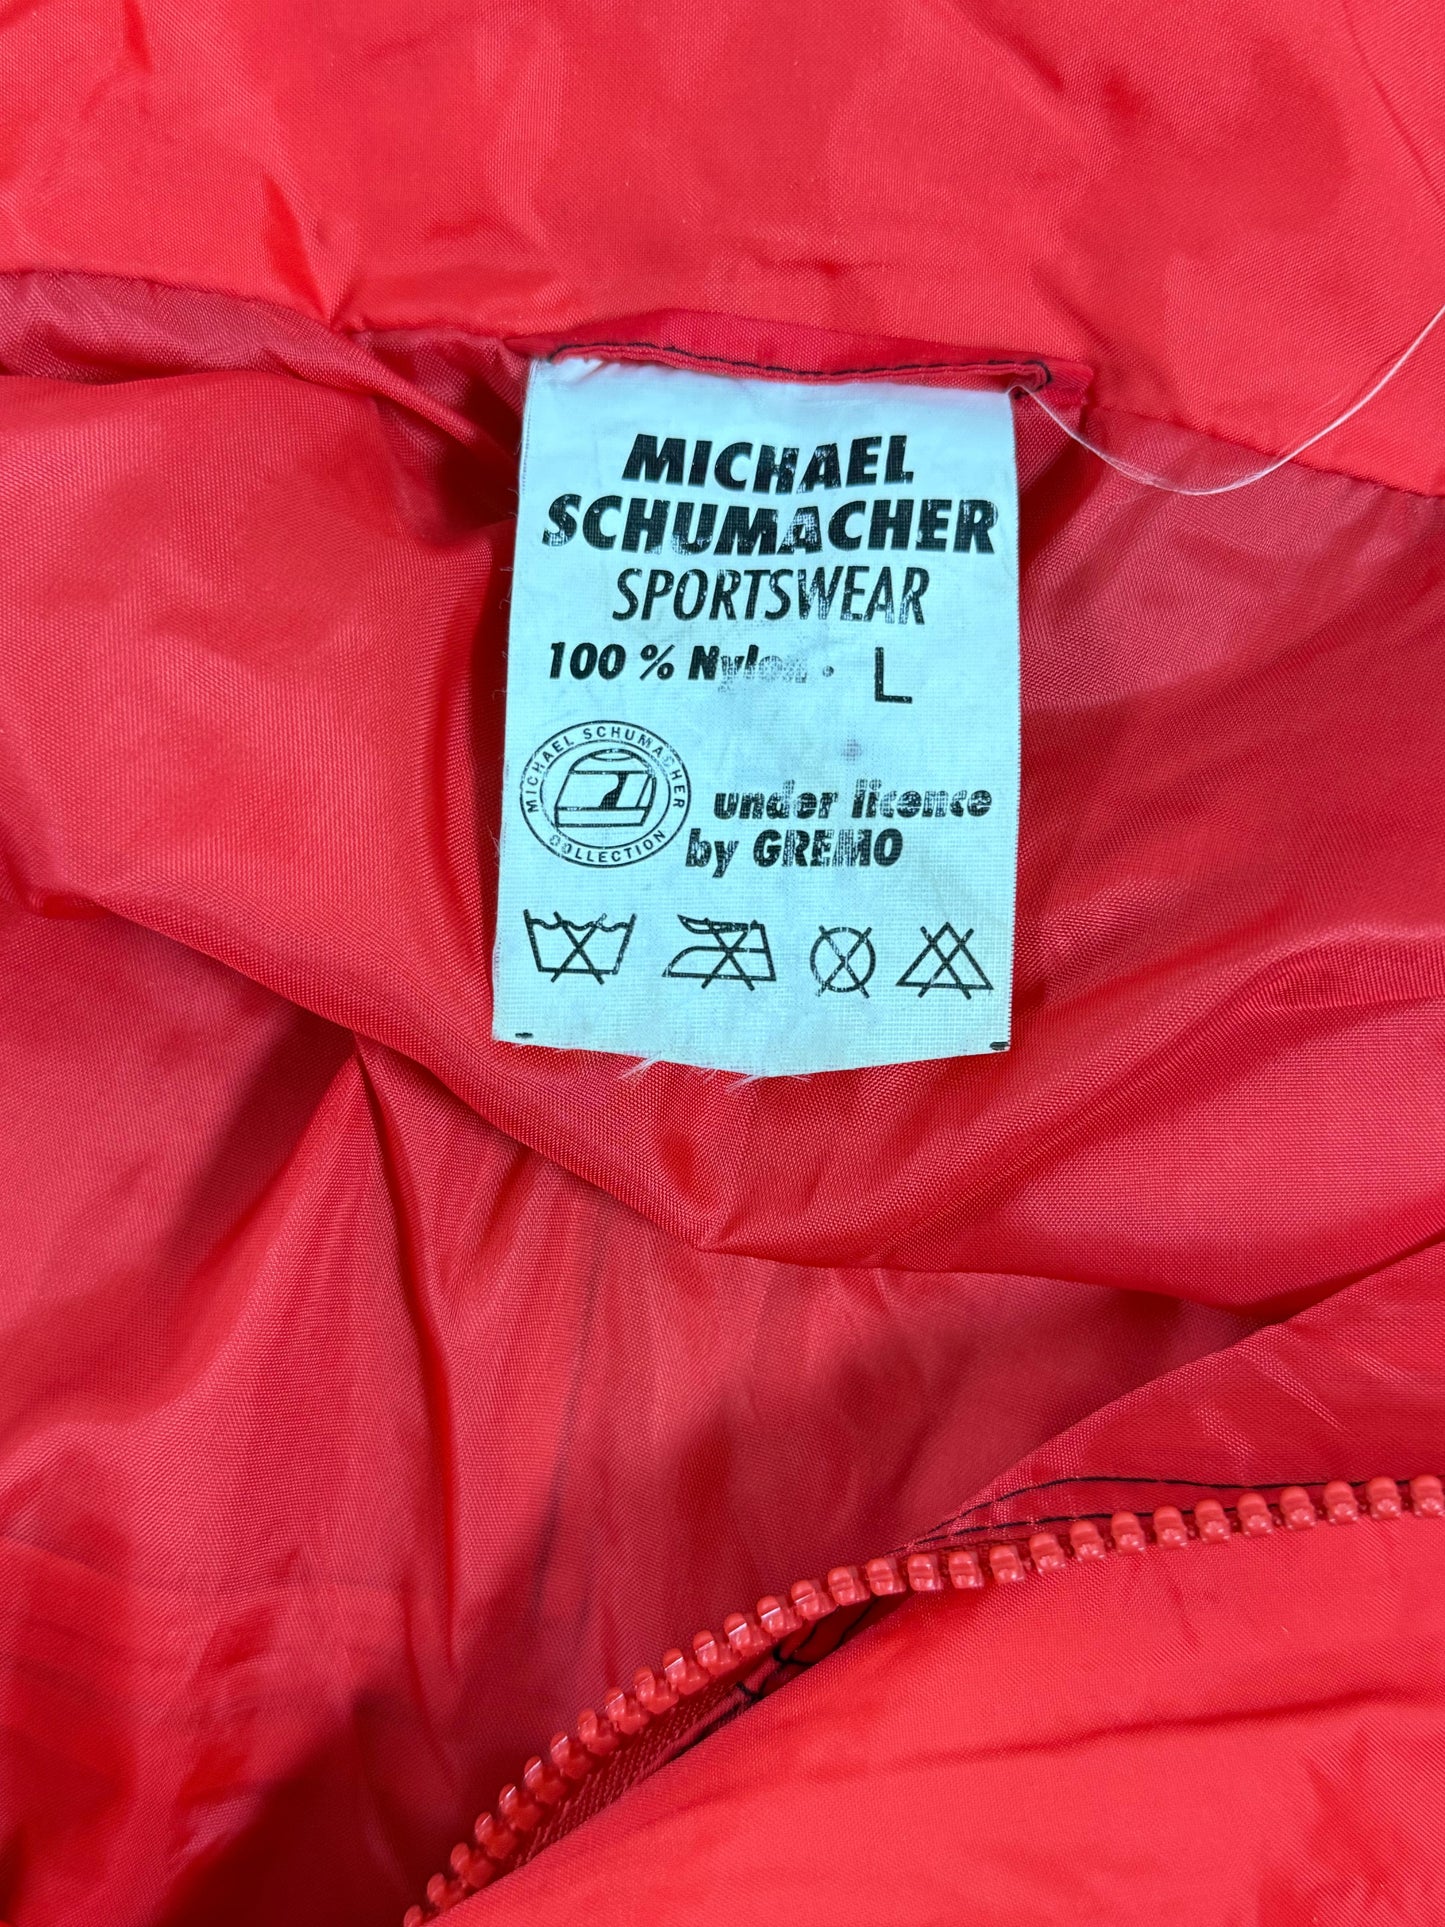 MICHAEL
SCHUMACHER
SPORTSWEAR
100 % Nylon · L
MICHAEL SCHUMACHER
COLLECTION
under licence
by GREMO